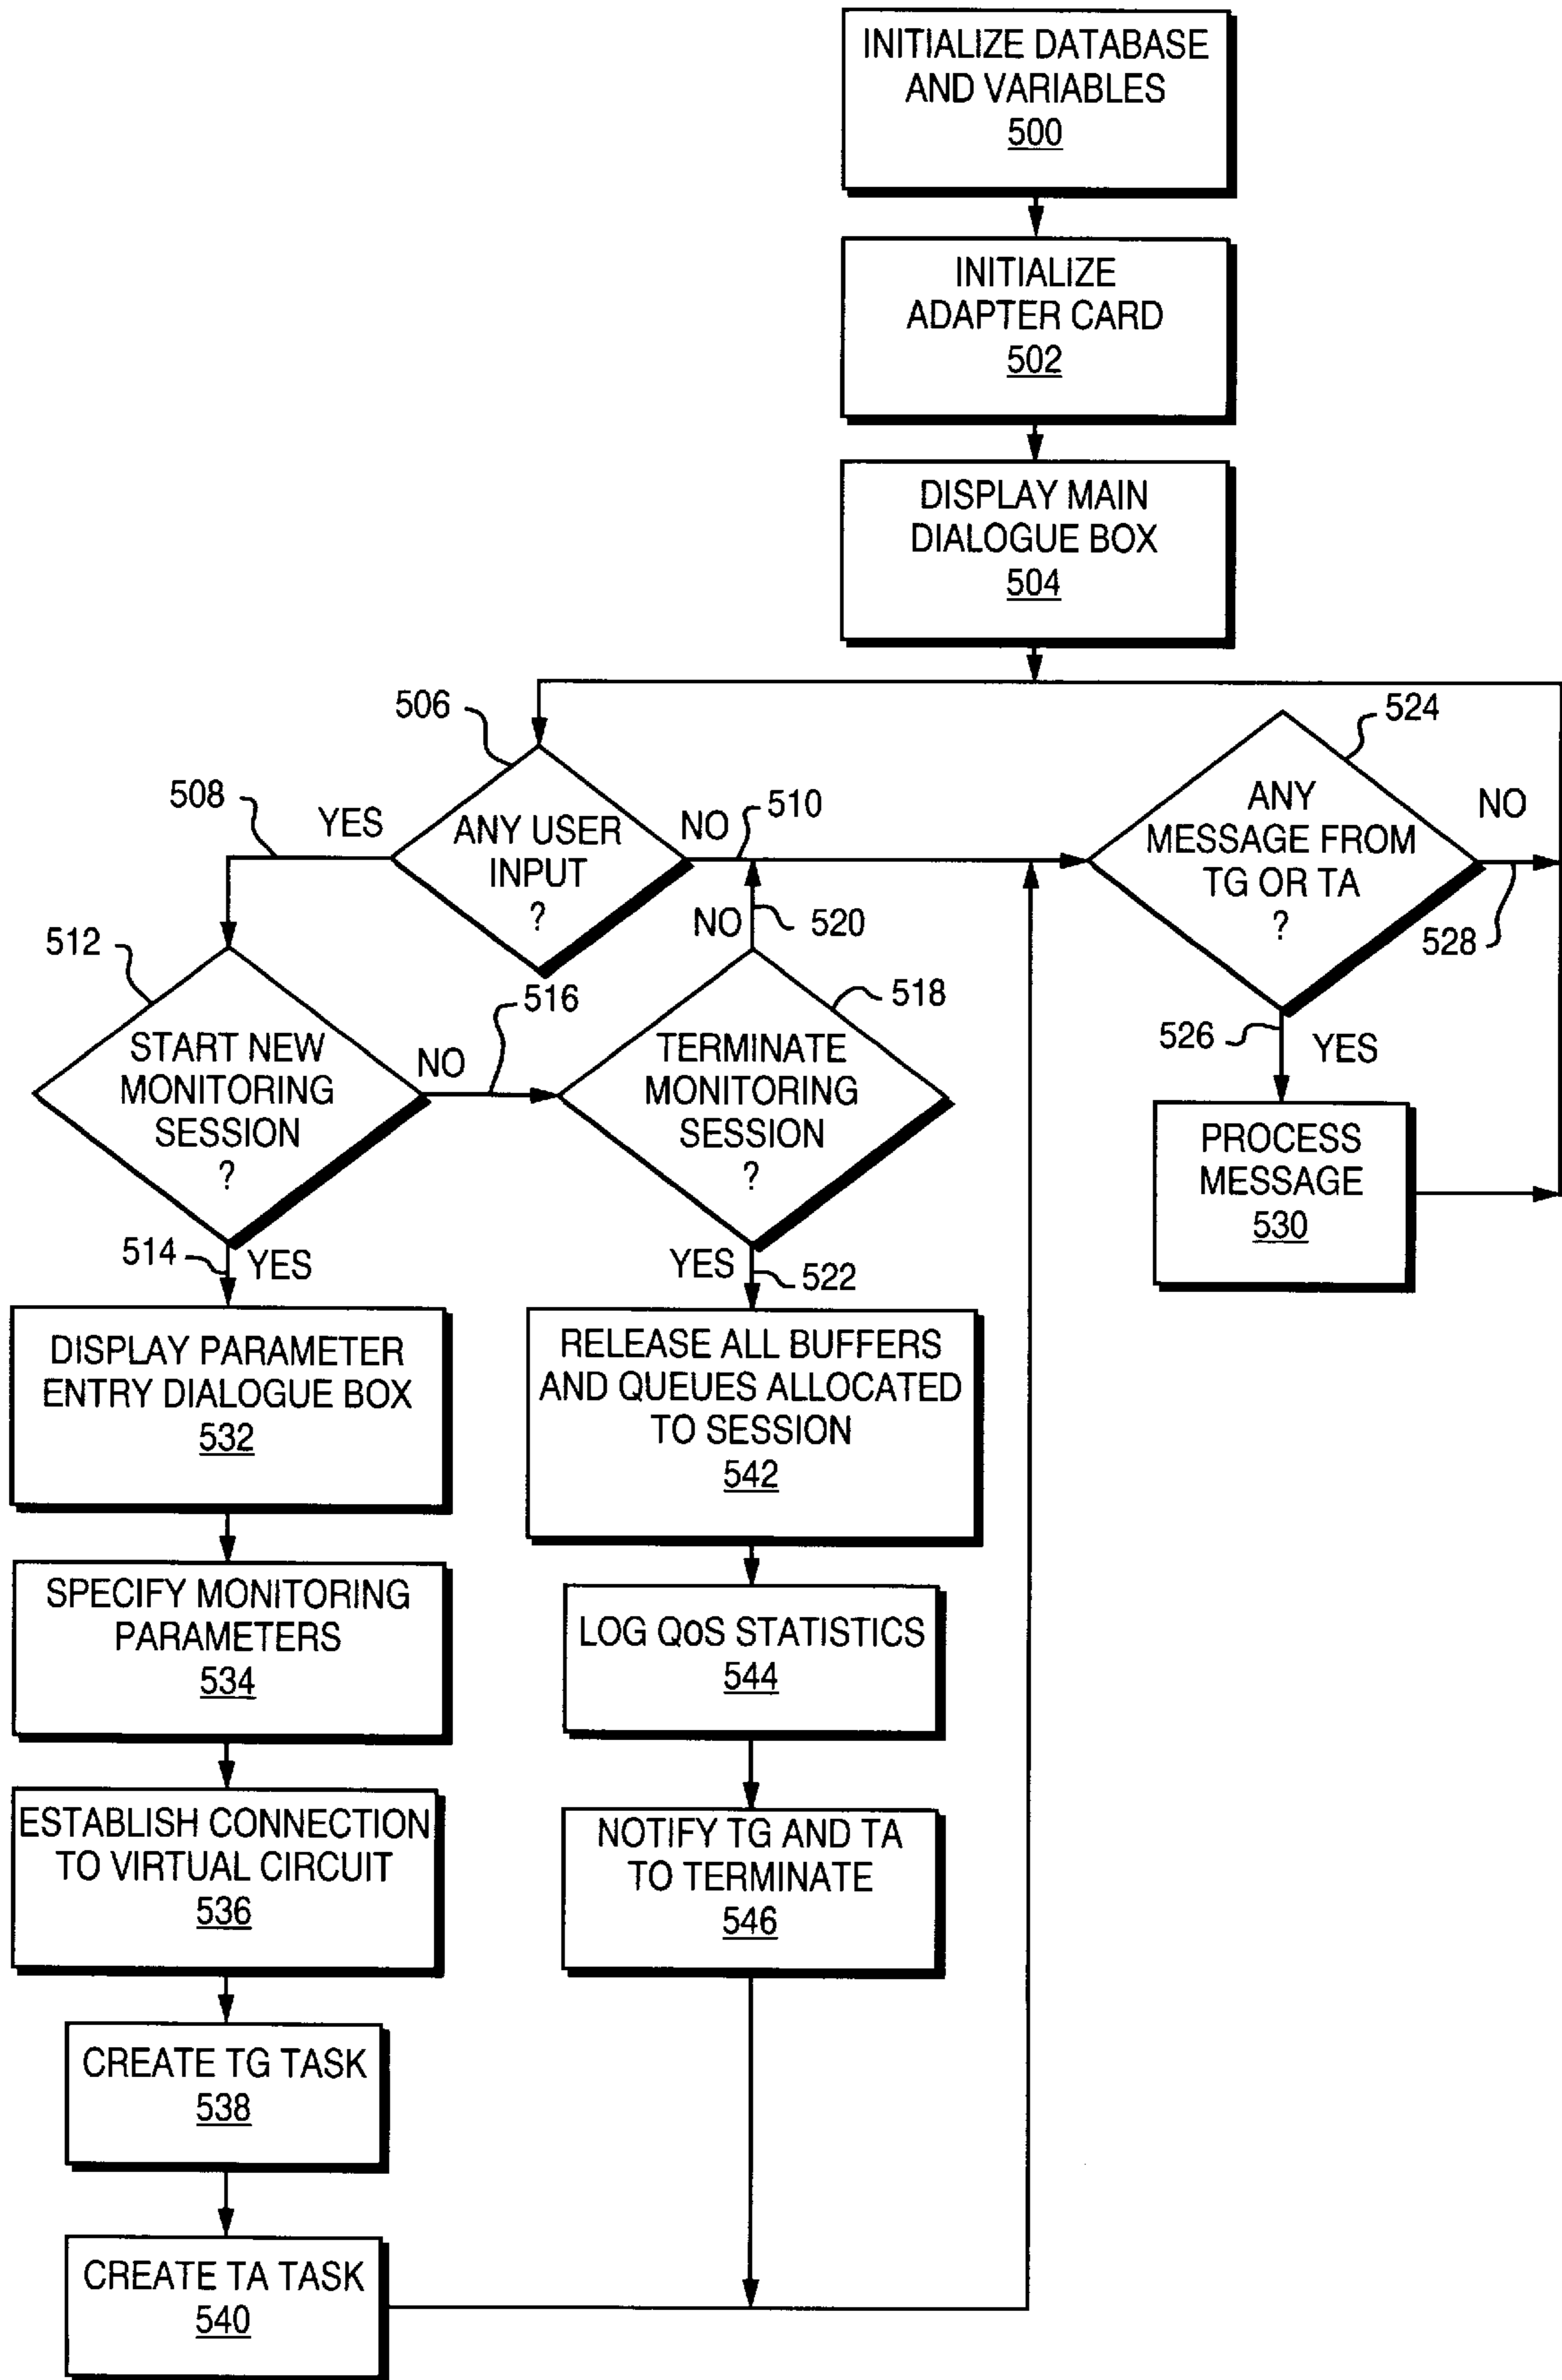 INITIALIZE DATABASE
AND VARIABLES
500
INITIALIZE
ADAPTER CARD
502
DISPLAY MAIN
DIALOGUE BOX
504
506
524
508
YES
ANY USER
INPUT
?
NO
510
ANY
MESSAGE FROM
TG OR TA
?
NO
528
512
NO
520
516
518
START NEW
MONITORING
SESSION
?
NO
TERMINATE
MONITORING
SESSION
?
526
YES
PROCESS
MESSAGE
530
514
YES
YES
522
DISPLAY PARAMETER
ENTRY DIALOGUE BOX
532
RELEASE ALL BUFFERS
AND QUEUES ALLOCATED
TO SESSION
542
SPECIFY MONITORING
PARAMETERS
534
LOG QoS STATISTICS
544
ESTABLISH CONNECTION
TO VIRTUAL CIRCUIT
536
NOTIFY TG AND TA
TO TERMINATE
546
CREATE TG TASK
538
CREATE TA TASK
540